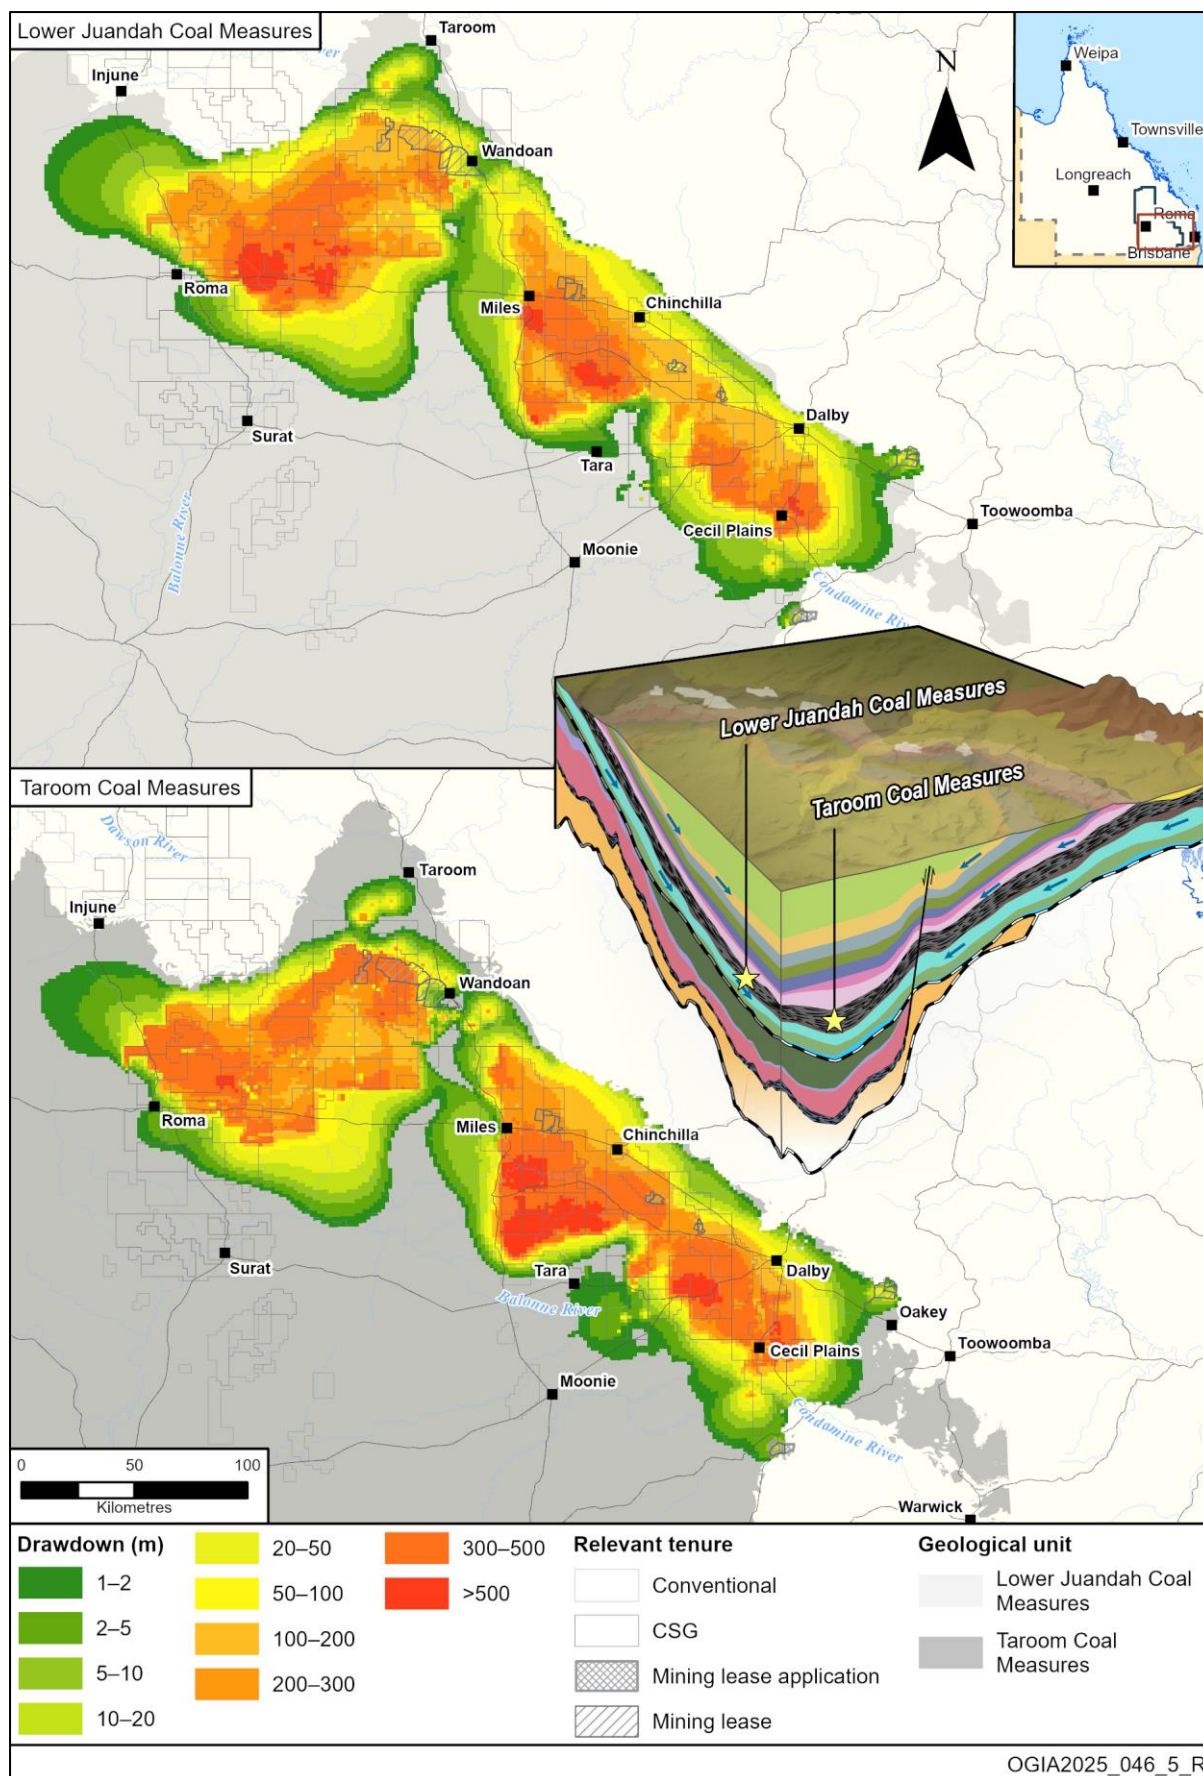 Lower Juandah Coal Measures
Taroom
Injune
Wandoan
Roma
Miles
Chinchilla
Surat
Dalby
Tara
Cecil Plains
Toowoomba
Moonie
Balonne River
Condamine River
N
Weipa
Townsville
Longreach
Roma
Brisbane
Lower Juandah Coal Measures
Taroom Coal Measures
Taroom Coal Measures
Dawson River
Taroom
Injune
Wandoan
Roma
Miles
Chinchilla
Surat
Tara
Dalby
Balonne River
Oakey
Cecil Plains
Toowoomba
Moonie
Condamine River
Warwick
0 50 100
Kilometres
Drawdown (m)
1–2
2–5
5–10
10–20
20–50
50–100
100–200
200–300
300–500
>500
Relevant tenure
Conventional
CSG
Mining lease application
Mining lease
Geological unit
Lower Juandah Coal
Measures
Taroom Coal
Measures
OGIA2025_046_5_R